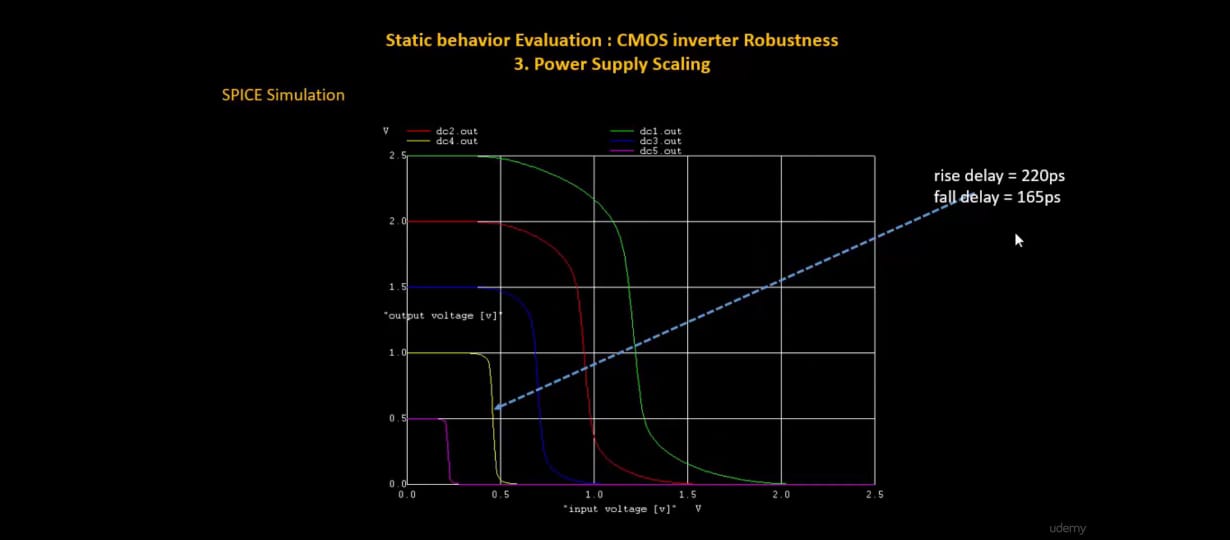 Static behavior Evaluation : CMOS inverter Robustness
3. Power Supply Scaling
SPICE Simulation
V dc2.out dc1.out
dc4.out dc3.out
dc5.out
2.5
rise delay = 220ps
fall delay = 165ps
2.0
1.5
"output voltage [v]"
1.0
0.5
0.0
0.0 0.5 1.0 1.5 2.0 2.5
"input voltage [v]" V
udemy